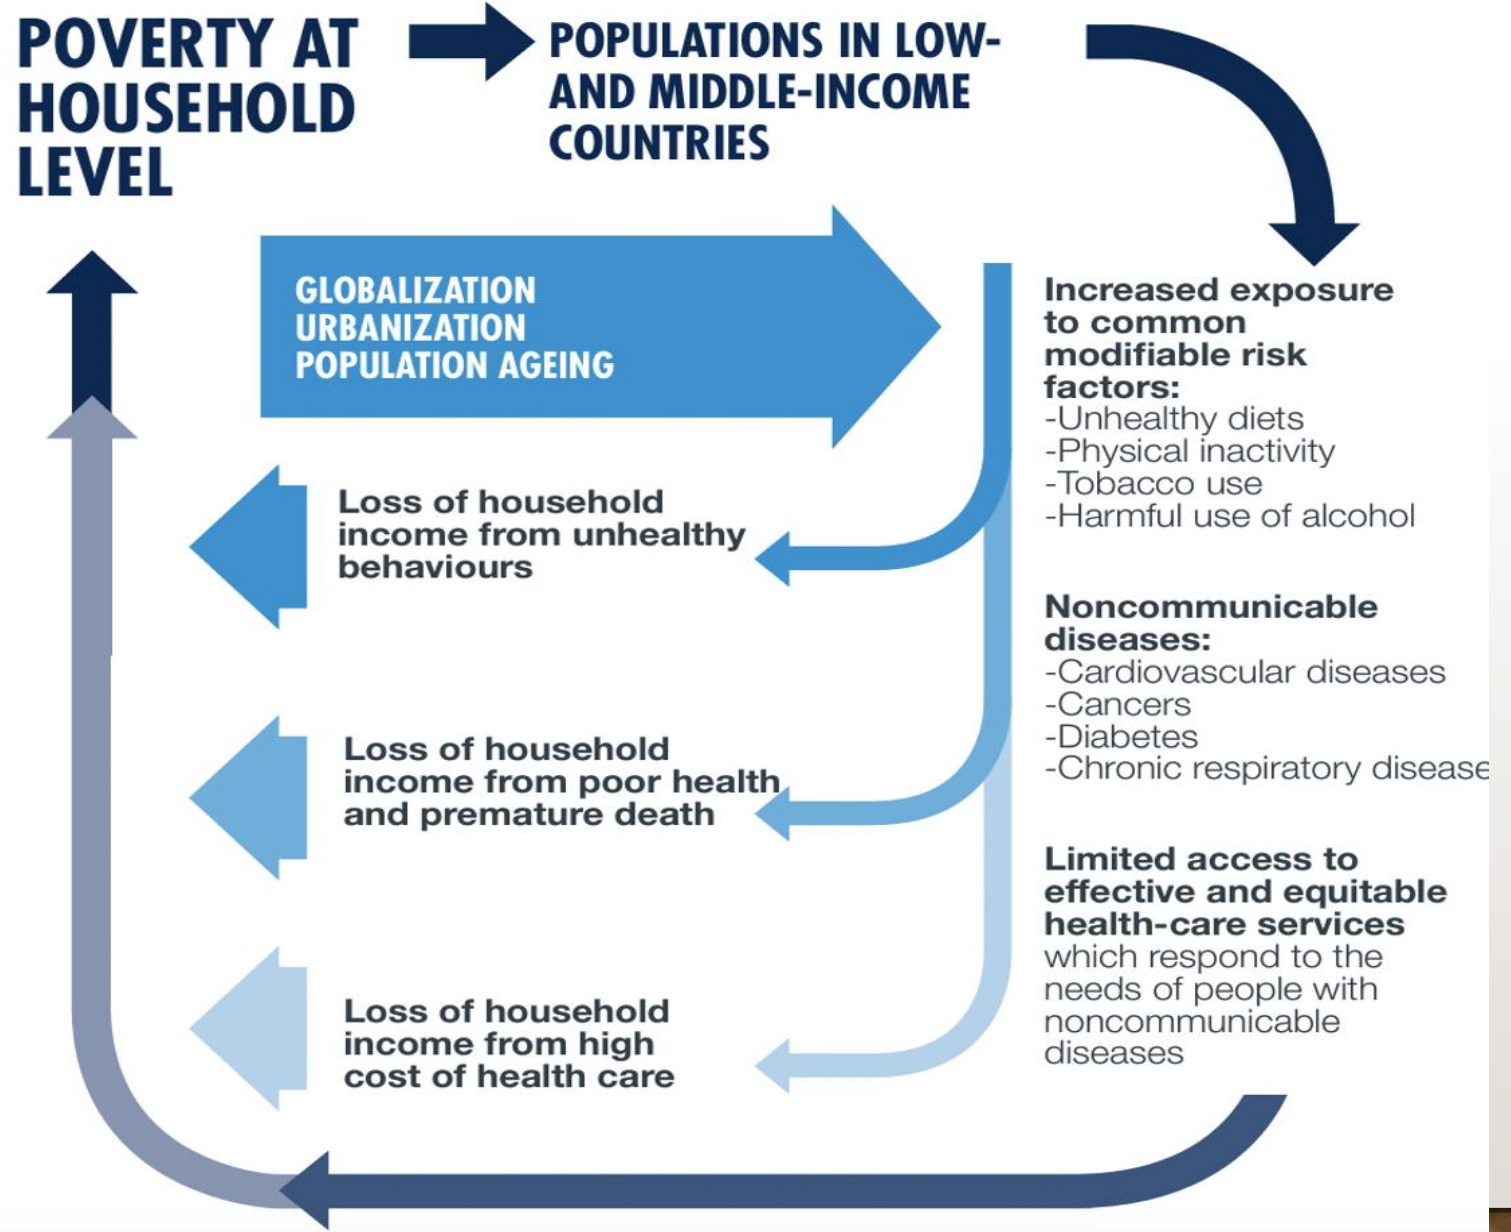 POVERTY AT
HOUSEHOLD
LEVEL
POPULATIONS IN LOW-
AND MIDDLE-INCOME
COUNTRIES
GLOBALIZATION
URBANIZATION
POPULATION AGEING
Increased exposure
to common
modifiable risk
factors:
-Unhealthy diets
-Physical inactivity
-Tobacco use
-Harmful use of alcohol
Loss of household
income from unhealthy
behaviours
Noncommunicable
diseases:
-Cardiovascular diseases
-Cancers
-Diabetes
-Chronic respiratory disease
Loss of household
income from poor health
and premature death
Limited access to
effective and equitable
health-care services
which respond to the
needs of people with
noncommunicable
diseases
Loss of household
income from high
cost of health care